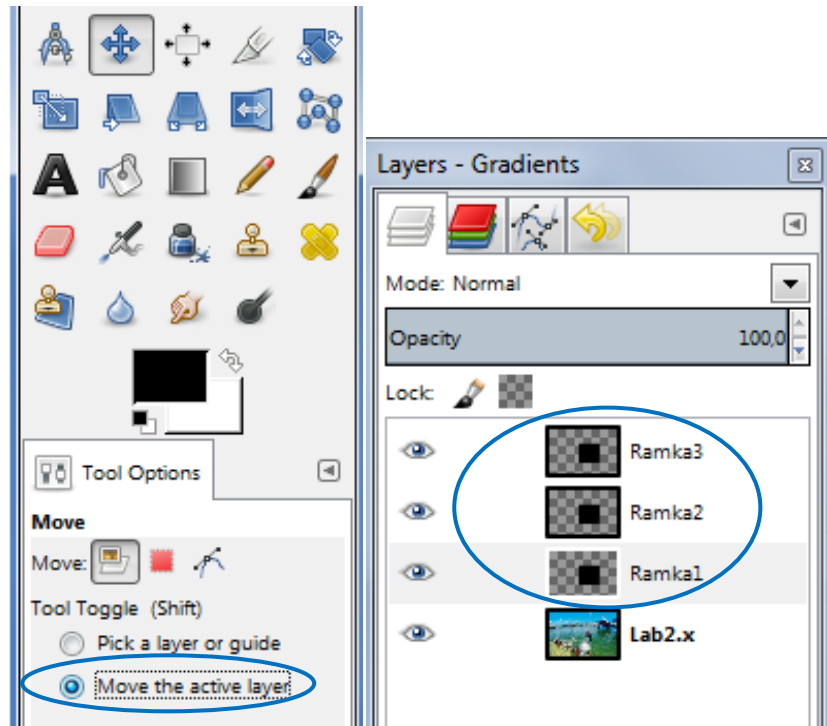 Tool Options
Move
Move:
Tool Toggle (Shift)
Pick a layer or guide
Move the active layer
Layers - Gradients
Mode: Normal
Opacity 100,0
Lock:
Ramka3
Ramka2
Ramka1
Lab2.x